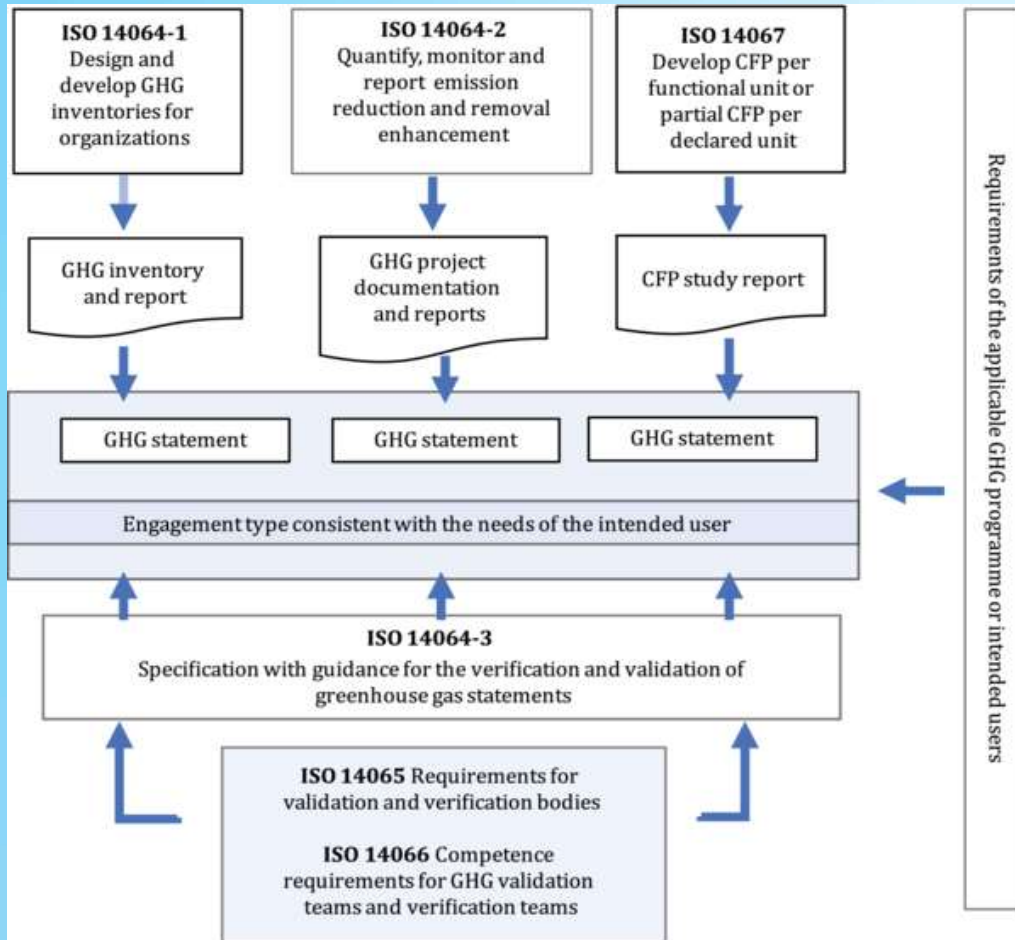 ISO 14064-1
Design and
develop GHG
inventories for
organizations
ISO 14064-2
Quantify, monitor and
report emission
reduction and removal
enhancement
ISO 14067
Develop CFP per
functional unit or
partial CFP per
declared unit
GHG inventory
and report
GHG project
documentation
and reports
CFP study report
GHG statement
GHG statement
GHG statement
Engagement type consistent with the needs of the intended user
ISO 14064-3
Specification with guidance for the verification and validation of
greenhouse gas statements
ISO 14065 Requirements for
validation and verification bodies
ISO 14066 Competence
requirements for GHG validation
teams and verification teams
Requirements of the applicable GHG programme or intended users